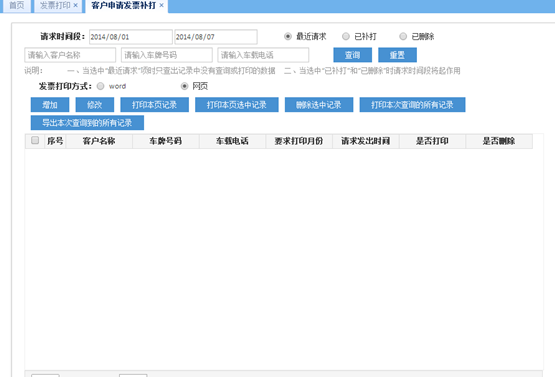 首页 发票打印 × 客户申请发票补打 ×
请求时间段： 2014/08/01 2014/08/07 最近请求 已补打 已删除
请输入客户名称 请输入车牌号码 请输入车载电话 查询 重置
说明： 一、当选中"最近请求"项时只查出记录中没有查询或打印的数据 二、当选中"已补打"和"已删除"时请求时间段将起作用
发票打印方式： word 网页
增加 修改 打印本页记录 打印本页选中记录 删除选中记录 打印本次查询的所有记录
导出本次查询到的所有记录
序号 客户名称 车牌号码 车载电话 要求打印月份 请求发出时间 是否打印 是否删除